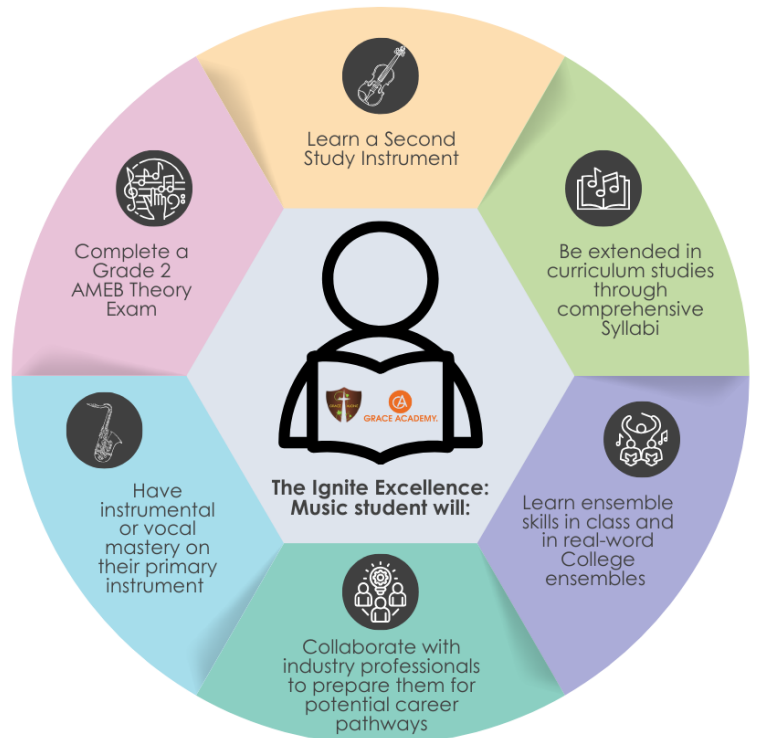 Learn a Second
Study Instrument
Be extended in
curriculum studies
through
comprehensive
Syllabi
Learn ensemble
skills in class and
in real-word
College
ensembles
Collaborate with
industry professionals
to prepare them for
potential career
pathways
Have
instrumental
or vocal
mastery on
their primary
instrument
Complete a
Grade 2
AMEB Theory
Exam
GRACE ACADEMY.
The Ignite Excellence:
Music student will: